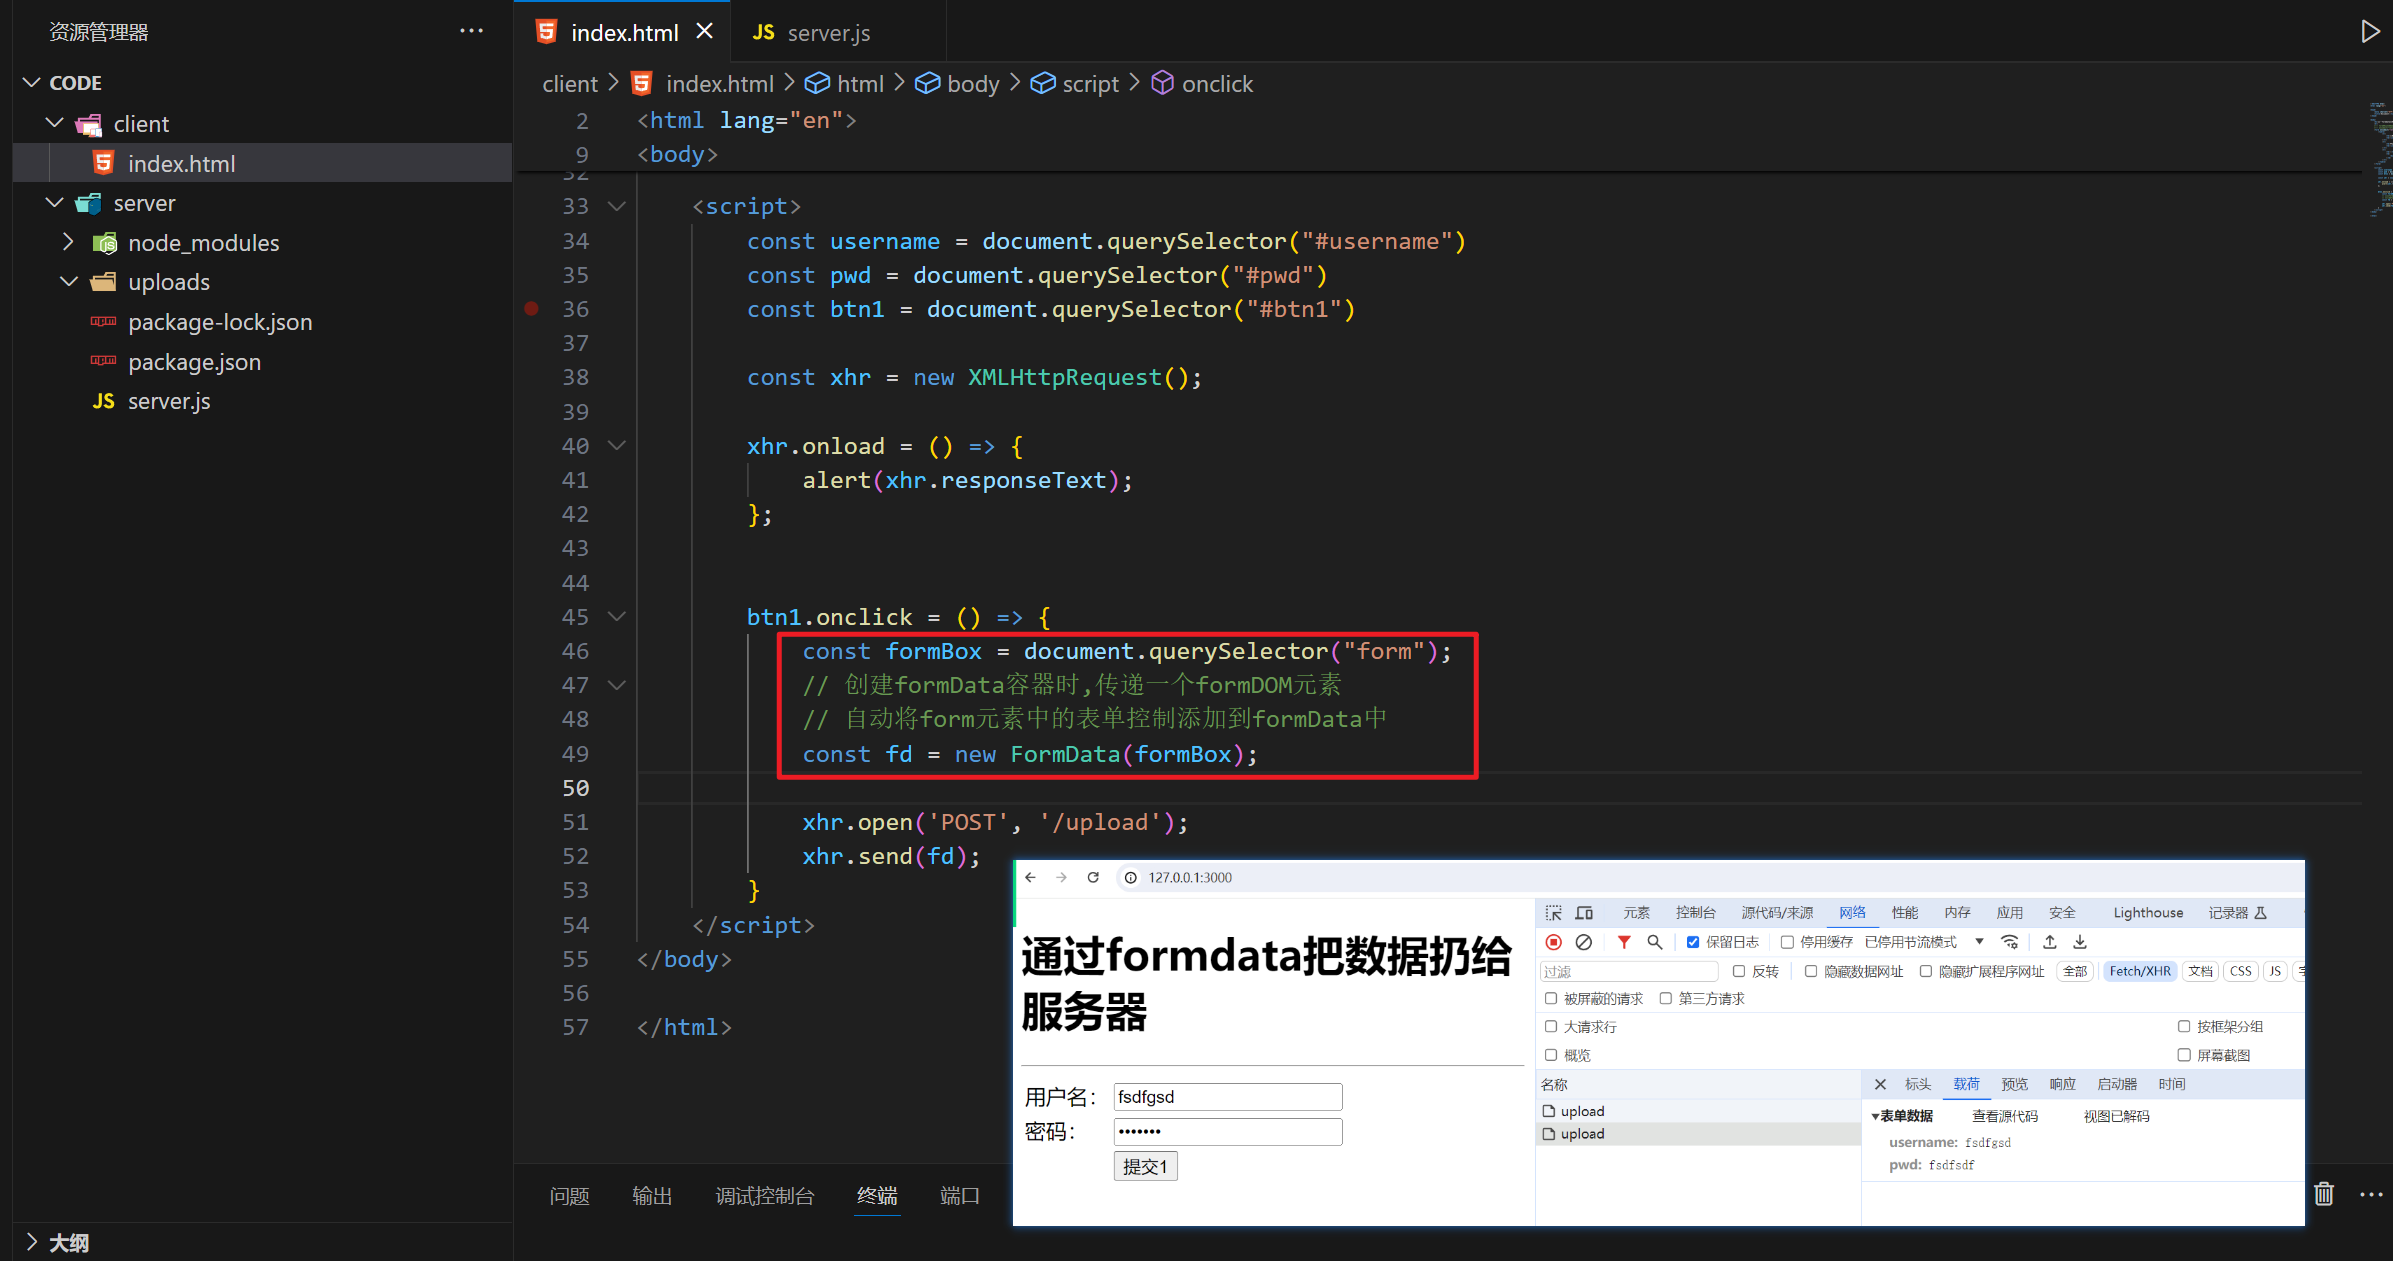 资源管理器
CODE
client
index.html
server
node_modules
uploads
package-lock.json
package.json
JS server.js
大纲
index.html
JS server.js
client > index.html > html > body > script > onclick
2 <html lang="en">
9 <body>
32
33 <script>
34 const username = document.querySelector("#username")
35 const pwd = document.querySelector("#pwd")
36 const btn1 = document.querySelector("#btn1")
37
38 const xhr = new XMLHttpRequest();
39
40 xhr.onload = () => {
41 alert(xhr.responseText);
42 };
43
44
45 btn1.onclick = () => {
46 const formBox = document.querySelector("form");
47 // 创建formData容器时,传递一个formDOM元素
48 // 自动将form元素中的表单控制添加到formData中
49 const fd = new FormData(formBox);
50
51 xhr.open('POST', '/upload');
52 xhr.send(fd);
53 }
54 </script>
55 </body>
56
57 </html>
问题 输出 调试控制台 终端 端口
127.0.0.1:3000
通过formdata把数据扔给
服务器
用户名： fsdfgsd
密码： •••••••
提交1
元素 控制台 源代码/来源 网络 性能 内存 应用 安全 Lighthouse 记录器
保留日志 停用缓存 已停用节流模式
过滤 反转 隐藏数据网址 隐藏扩展程序网址 全部 Fetch/XHR 文档 CSS JS
被屏蔽的请求 第三方请求
大请求行 按框架分组
概览 屏幕截图
名称
upload
upload
标头 载荷 预览 响应 启动器 时间
表单数据 查看源代码 视图已解码
username: fsdfgsd
pwd: fsdfsdf